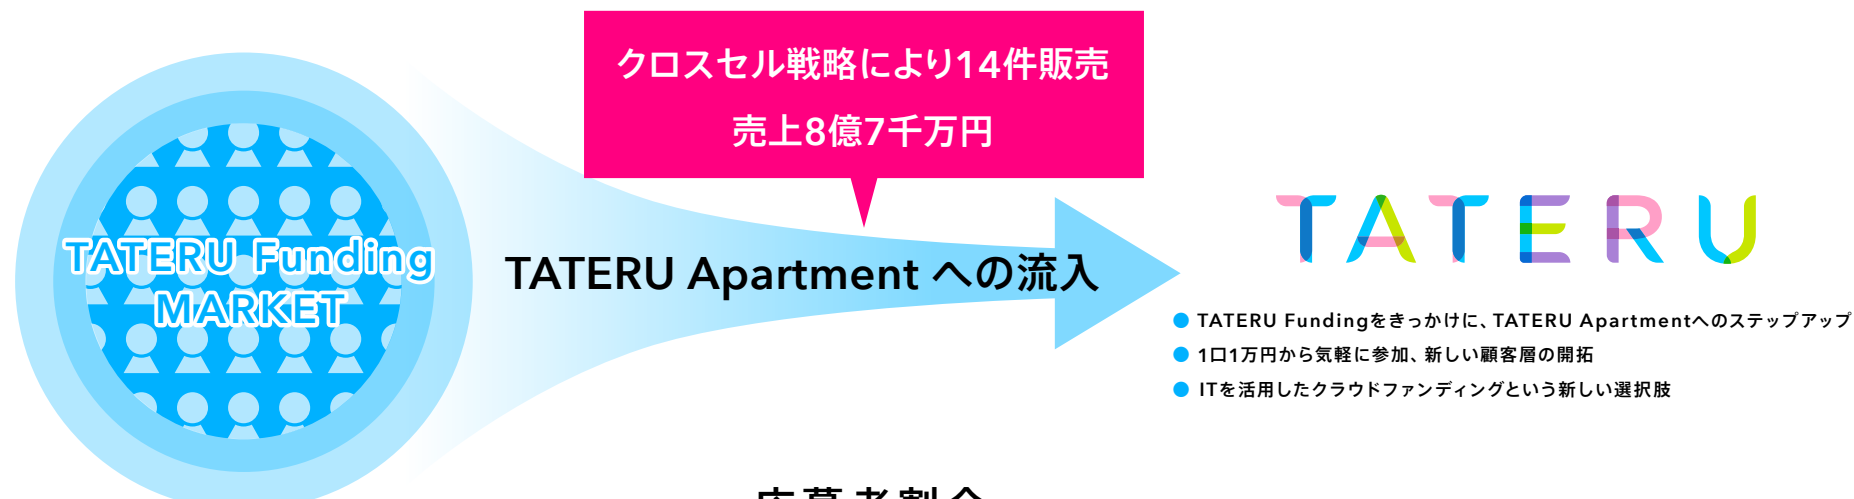 クロスセル戦略により14件販売
売上8億7千万円
TATERU Funding
MARKET
TATERU Apartment への流入
TATERU
● TATERU Fundingをきっかけに、TATERU Apartmentへのステップアップ
● 1口1万円から気軽に参加、新しい顧客層の開拓
● ITを活用したクラウドファンディングという新しい選択肢
応募者割合